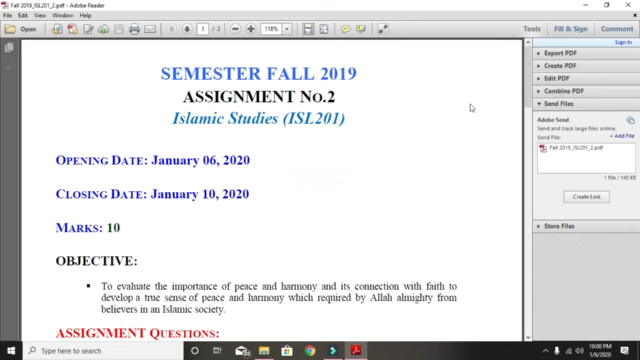 Fall 2019_ISL201_2.pdf - Adobe Reader
File Edit View Window Help
Open 1 / 2 118% Tools Fill & Sign Comment
Sign In
SEMESTER FALL 2019
ASSIGNMENT NO.2
Islamic Studies (ISL201)
OPENING DATE: January 06, 2020
CLOSING DATE: January 10, 2020
MARKS: 10
OBJECTIVE:
▪ To evaluate the importance of peace and harmony and its connection with faith to
develop a true sense of peace and harmony which required by Allah almighty from
believers in an Islamic society.
ASSIGNMENT QUESTIONS:
Export PDF
Create PDF
Edit PDF
Combine PDF
Send Files
Adobe Send
Send and track large files online.
Send File:
+ Add File
Fall 2019_ISL201_2.pdf
1 file / 140 KB
Create Link
Store Files
Type here to search
10:00 PM
1/6/2020